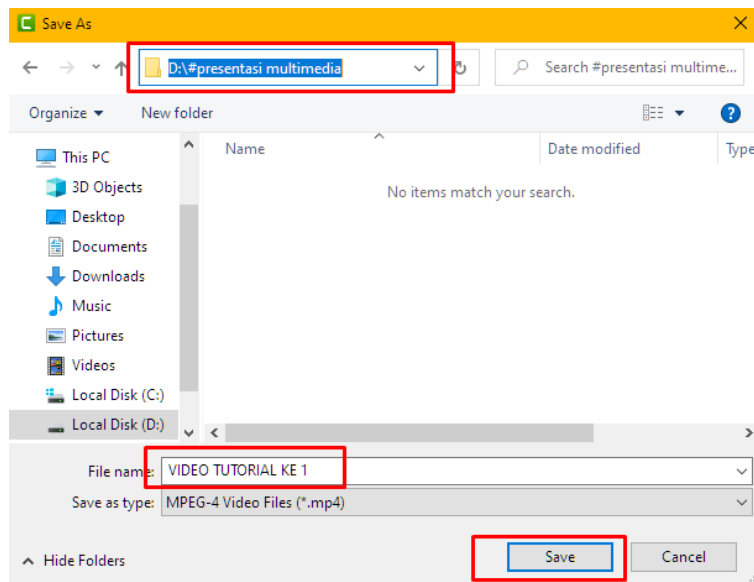 Save As
D:\#presentasi multimedia
Search #presentasi multime...
Organize
New folder
This PC
3D Objects
Desktop
Documents
Downloads
Music
Pictures
Videos
Local Disk (C:)
Local Disk (D:)
Name
Date modified
Type
No items match your search.
File name: VIDEO TUTORIAL KE 1
Save as type: MPEG-4 Video Files (*.mp4)
Hide Folders
Save
Cancel